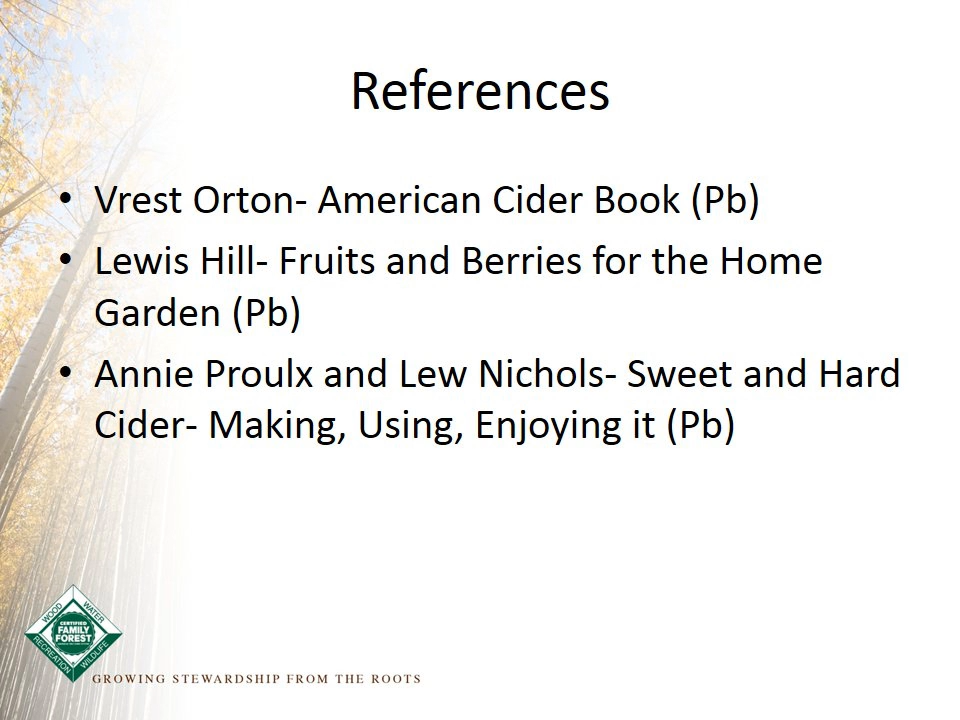 References
• Vrest Orton- American Cider Book (Pb)
• Lewis Hill- Fruits and Berries for the Home
Garden (Pb)
• Annie Proulx and Lew Nichols- Sweet and Hard
Cider- Making, Using, Enjoying it (Pb)
WOOD
WATER
CERTIFIED
FAMILY
FOREST
RECREATION
WILDLIFE
GROWING STEWARDSHIP FROM THE ROOTS